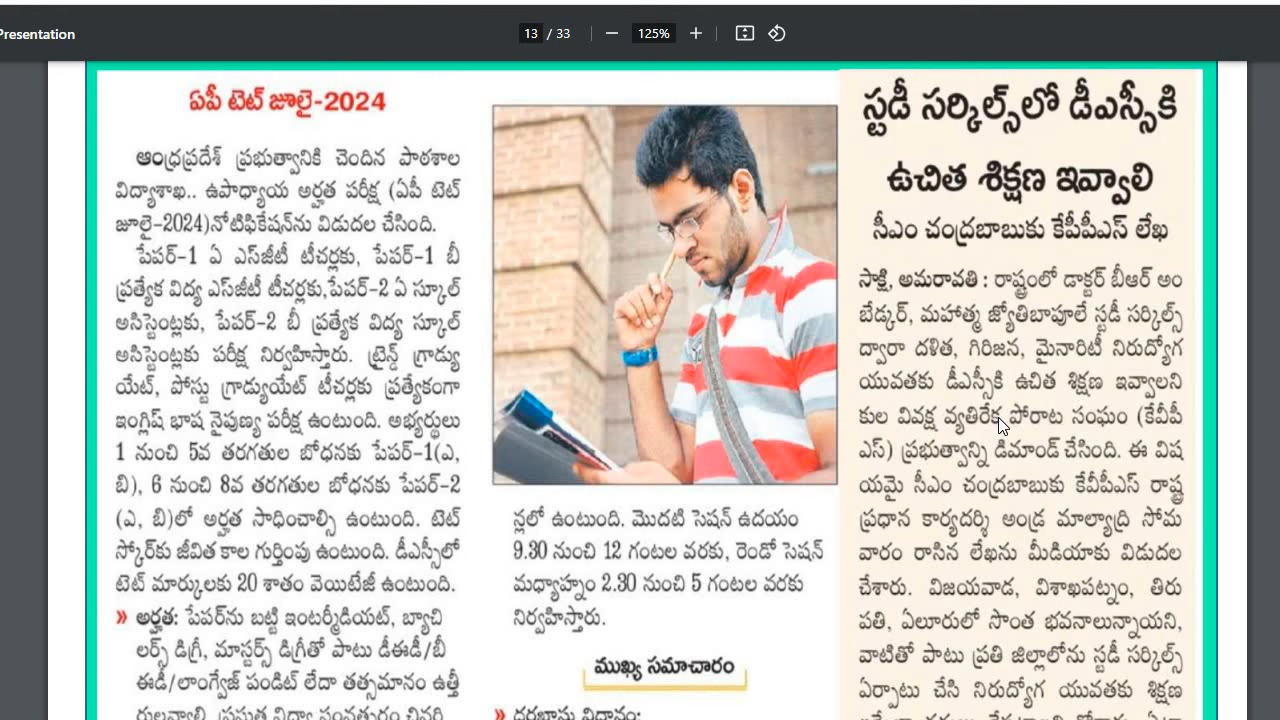 Presentation
13 / 33
125%
ఏపీ టెట్ జూలై-2024
ఆంధ్రప్రదేశ్ ప్రభుత్వానికి చెందిన పాఠశాల
విద్యాశాఖ.. ఉపాధ్యాయ అర్హత పరీక్ష (ఏపీ టెట్
జూలై-2024)నోటిఫికేషన్‌ను విడుదల చేసింది.
పేపర్-1 ఏ ఎస్‌జీటీ టీచర్లకు, పేపర్-1 బీ
ప్రత్యేక విద్య ఎస్‌జీటీ టీచర్లకు,పేపర్-2 ఏ స్కూల్
అసిస్టెంట్లకు, పేపర్-2 బీ ప్రత్యేక విద్య స్కూల్
అసిస్టెంట్లకు పరీక్ష నిర్వహిస్తారు. ట్రైన్డ్ గ్రాడ్యు
యేట్, పోస్టు గ్రాడ్యుయేట్ టీచర్లకు ప్రత్యేకంగా
ఇంగ్లిష్ భాష నైపుణ్య పరీక్ష ఉంటుంది. అభ్యర్థులు
1 నుంచి 5వ తరగతుల బోధనకు పేపర్-1(ఎ,
బి), 6 నుంచి 8వ తరగతుల బోధనకు పేపర్-2
(ఎ, బి)లో అర్హత సాధించాల్సి ఉంటుంది. టెట్
స్కోర్‌కు జీవిత కాల గుర్తింపు ఉంటుంది. డీఎస్సీలో
టెట్ మార్కులకు 20 శాతం వెయిటేజీ ఉంటుంది.
» అర్హత: పేపర్‌ను బట్టి ఇంటర్మీడియట్, బ్యాచి
లర్స్ డిగ్రీ, మాస్టర్స్ డిగ్రీతో పాటు డీఈడీ/బీ
ఈడీ/లాంగ్వేజ్ పండిట్ లేదా తత్సమానం ఉత్తీ
న్లలో ఉంటుంది. మొదటి సెషన్ ఉదయం
9.30 నుంచి 12 గంటల వరకు, రెండో సెషన్
మధ్యాహ్నం 2.30 నుంచి 5 గంటల వరకు
నిర్వహిస్తారు.
ముఖ్య సమాచారం
» దరఖాస్తు విధానం:
స్టడీ సర్కిల్స్‌లో డీఎస్సీకి
ఉచిత శిక్షణ ఇవ్వాలి
సీఎం చంద్రబాబుకు కేపీపీఎస్ లేఖ
సాక్షి, అమరావతి : రాష్ట్రంలో డాక్టర్ బీఆర్ అం
బేడ్కర్, మహాత్మ జ్యోతిబాపూలే స్టడీ సర్కిల్స్
ద్వారా దళిత, గిరిజన, మైనారిటీ నిరుద్యోగ
యువతకు డీఎస్సీకి ఉచిత శిక్షణ ఇవ్వాలని
కుల వివక్ష వ్యతిరేక పోరాట సంఘం (కేవీపీ
ఎస్) ప్రభుత్వాన్ని డిమాండ్ చేసింది. ఈ విష
యమై సీఎం చంద్రబాబుకు కేవీపీఎస్ రాష్ట్ర
ప్రధాన కార్యదర్శి అండ్ర మాల్యాద్రి సోమ
వారం రాసిన లేఖను మీడియాకు విడుదల
చేశారు. విజయవాడ, విశాఖపట్నం, తిరు
పతి, ఏలూరులో సొంత భవనాలున్నాయని,
వాటితో పాటు ప్రతి జిల్లాలోను స్టడీ సర్కిల్స్
ఏర్పాటు చేసి నిరుద్యోగ యువతకు శిక్షణ